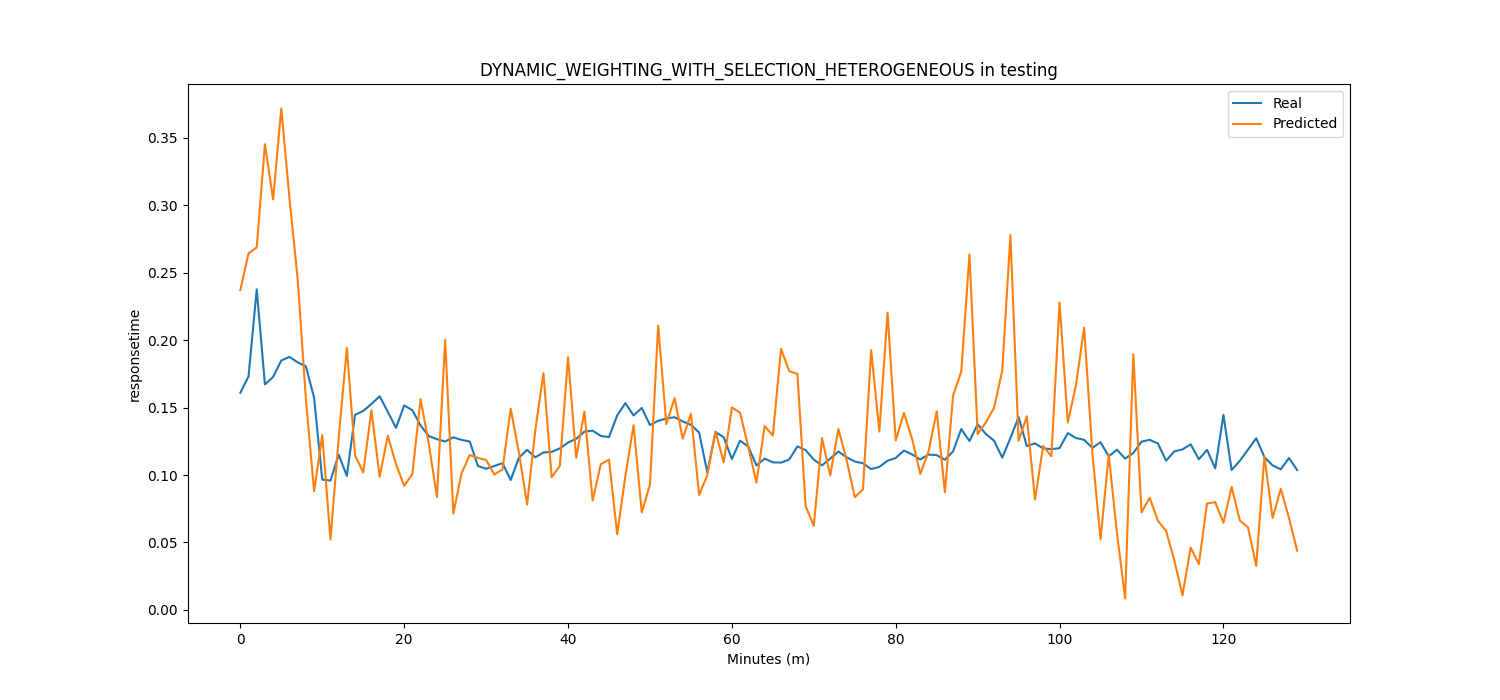 DYNAMIC_WEIGHTING_WITH_SELECTION_HETEROGENEOUS in testing
Real
Predicted
responsetime
0.35
0.30
0.25
0.20
0.15
0.10
0.05
0.00
0 20 40 60 80 100 120
Minutes (m)